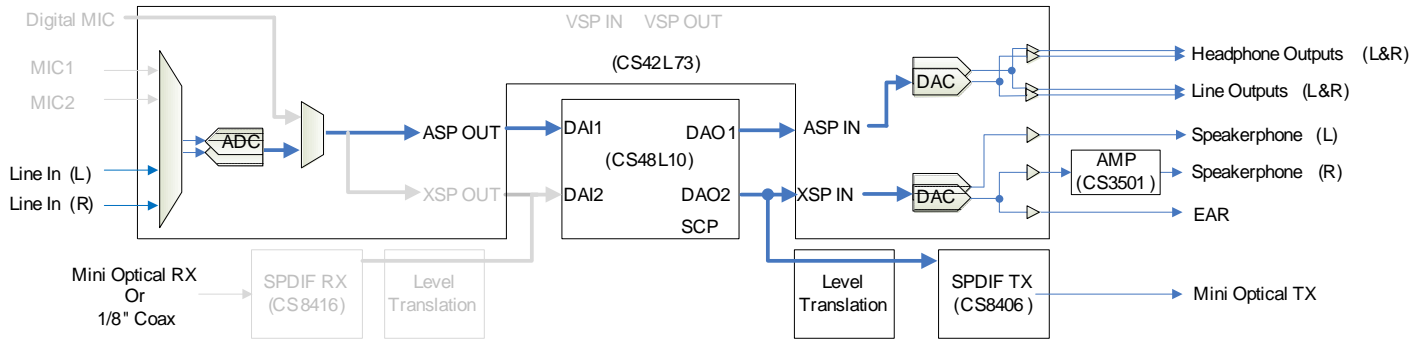 Digital MIC
VSP IN VSP OUT
(CS42L73)
MIC1
MIC2
Line In (L)
Line In (R)
ADC
ASP OUT
XSP OUT
DAI1
DAI2
DAO1
(CS48L10)
DAO2
SCP
ASP IN
XSP IN
DAC
DAC
Headphone Outputs (L&R)
Line Outputs (L&R)
Speakerphone (L)
AMP
(CS3501)
Speakerphone (R)
EAR
Mini Optical RX
Or
1/8" Coax
SPDIF RX
(CS8416)
Level
Translation
Level
Translation
SPDIF TX
(CS8406)
Mini Optical TX